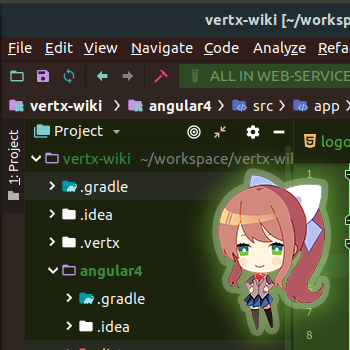 vertx-wiki [~/worksp
File Edit View Navigate Code Analyze Refa
ALL IN WEB-SERVICE
vertx-wiki angular4 src app
1: Project
Project
logo
vertx-wiki ~/workspace/vertx-wil
1
.gradle
.idea
.vertx
angular4
.gradle
7
.idea
8